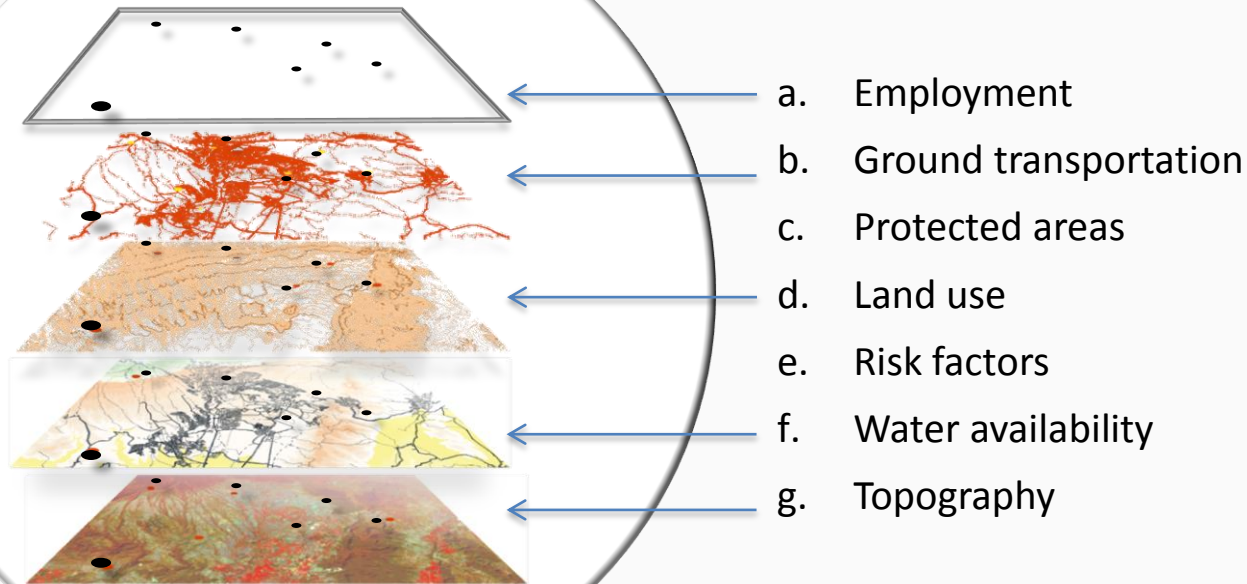 a. Employment
b. Ground transportation
c. Protected areas
d. Land use
e. Risk factors
f. Water availability
g. Topography